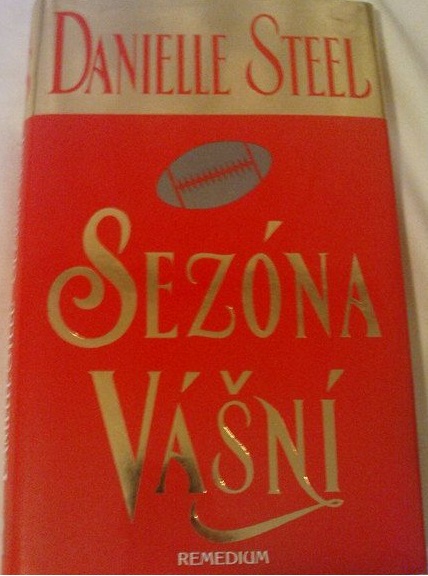 DANIELLE STEEL
SEZÓNA
VÁŠNÍ
REMEDIUM